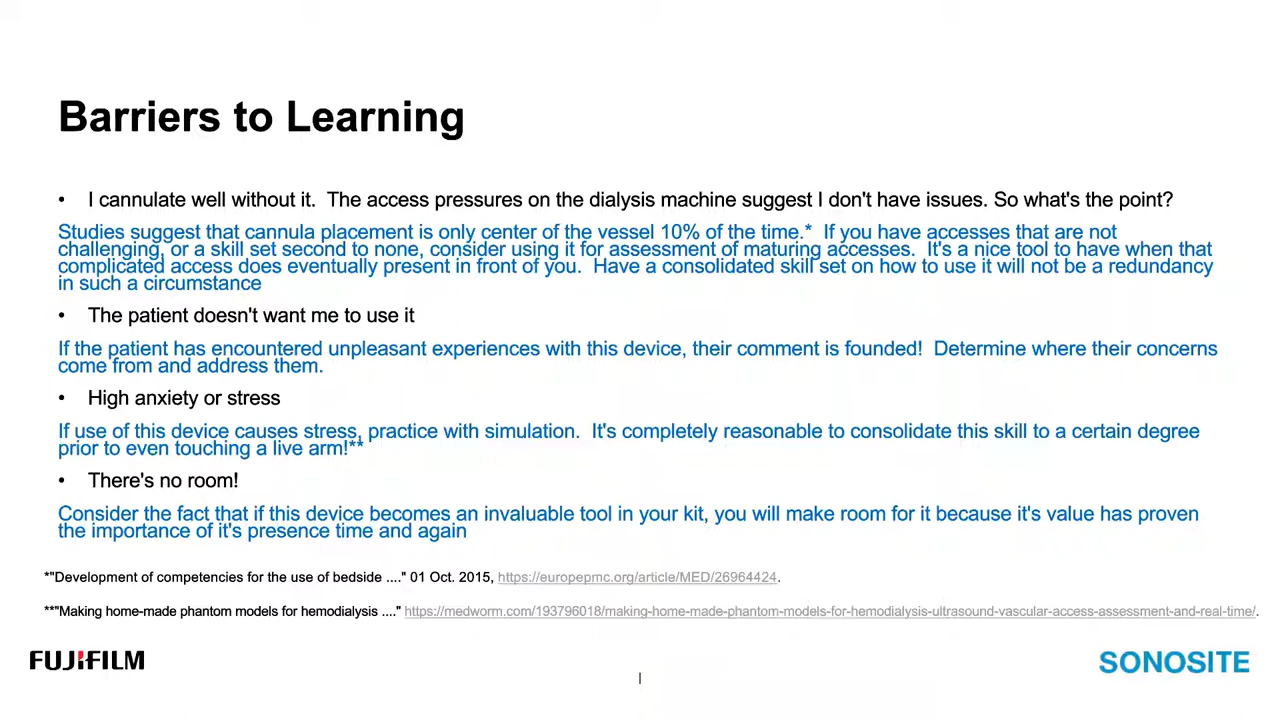 Barriers to Learning
• I cannulate well without it.  The access pressures on the dialysis machine suggest I don't have issues. So what's the point?
Studies suggest that cannula placement is only center of the vessel 10% of the time.*  If you have accesses that are not
challenging, or a skill set second to none, consider using it for assessment of maturing accesses.  It's a nice tool to have when that
complicated access does eventually present in front of you.  Have a consolidated skill set on how to use it will not be a redundancy
in such a circumstance
• The patient doesn't want me to use it
If the patient has encountered unpleasant experiences with this device, their comment is founded!  Determine where their concerns
come from and address them.
• High anxiety or stress
If use of this device causes stress, practice with simulation.  It's completely reasonable to consolidate this skill to a certain degree
prior to even touching a live arm!**
• There's no room!
Consider the fact that if this device becomes an invaluable tool in your kit, you will make room for it because it's value has proven
the importance of it's presence time and again
*"Development of competencies for the use of bedside ...." 01 Oct. 2015, https://europepmc.org/article/MED/26964424.
**"Making home-made phantom models for hemodialysis ...." https://medworm.com/193796018/making-home-made-phantom-models-for-hemodialysis-ultrasound-vascular-access-assessment-and-real-time/.
FUJIFILM
SONOSITE
|